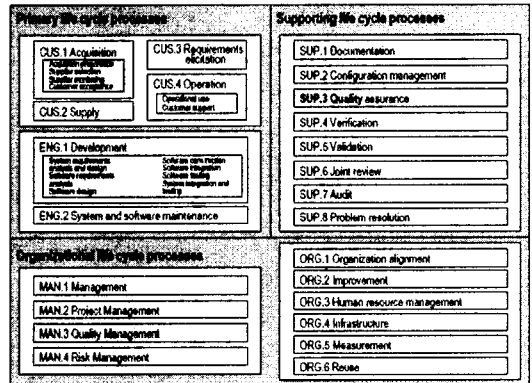 Primary life cycle processes
CUS.1 Acquisition
Acquisition preparation
Supplier selection
Supplier monitoring
Customer acceptance
CUS.2 Supply
CUS.3 Requirements
elicitation
CUS.4 Operation
Operational use
Customer support
ENG.1 Development
System requirements
analysis and design
Software requirements
analysis
Software design
Software construction
Software integration
Software testing
System integration and
testing
ENG.2 System and software maintenance
Supporting life cycle processes
SUP.1 Documentation
SUP.2 Configuration management
SUP.3 Quality assurance
SUP.4 Verification
SUP.5 Validation
SUP.6 Joint review
SUP.7 Audit
SUP.8 Problem resolution
Organizational life cycle processes
MAN.1 Management
MAN.2 Project Management
MAN.3 Quality Management
MAN.4 Risk Management
ORG.1 Organization alignment
ORG.2 Improvement
ORG.3 Human resource management
ORG.4 Infrastructure
ORG.5 Measurement
ORG.6 Reuse